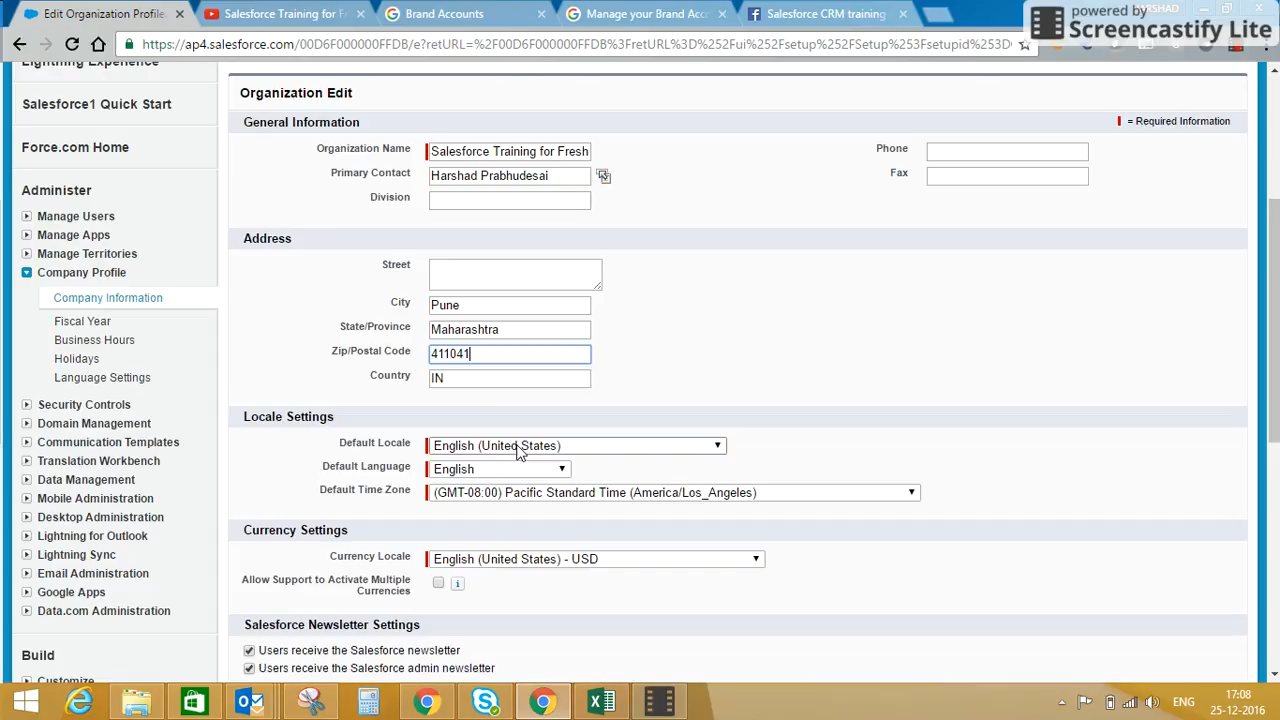 Edit Organization Profile
Salesforce Training for F
Brand Accounts
Manage your Brand Acc
Salesforce CRM training
powered by
Screencastify Lite
https://ap4.salesforce.com/00D6F000000FFDB/e?retURL=%2F00D6F000000FFDB%3FretURL%3D%252Fui%252Fsetup%252FSetup%253Fsetupid%253D
Lightning Experience
Salesforce1 Quick Start
Force.com Home
Administer
Manage Users
Manage Apps
Manage Territories
Company Profile
Company Information
Fiscal Year
Business Hours
Holidays
Language Settings
Security Controls
Domain Management
Communication Templates
Translation Workbench
Data Management
Mobile Administration
Desktop Administration
Lightning for Outlook
Lightning Sync
Email Administration
Google Apps
Data.com Administration
Build
Organization Edit
General Information
= Required Information
Organization Name Salesforce Training for Fresh
Phone
Primary Contact Harshad Prabhudesai
Fax
Division
Address
Street
City Pune
State/Province Maharashtra
Zip/Postal Code 411041
Country IN
Locale Settings
Default Locale English (United States)
Default Language English
Default Time Zone (GMT-08:00) Pacific Standard Time (America/Los_Angeles)
Currency Settings
Currency Locale English (United States) - USD
Allow Support to Activate Multiple
Currencies
Salesforce Newsletter Settings
Users receive the Salesforce newsletter
Users receive the Salesforce admin newsletter
ENG
17:08
25-12-2016